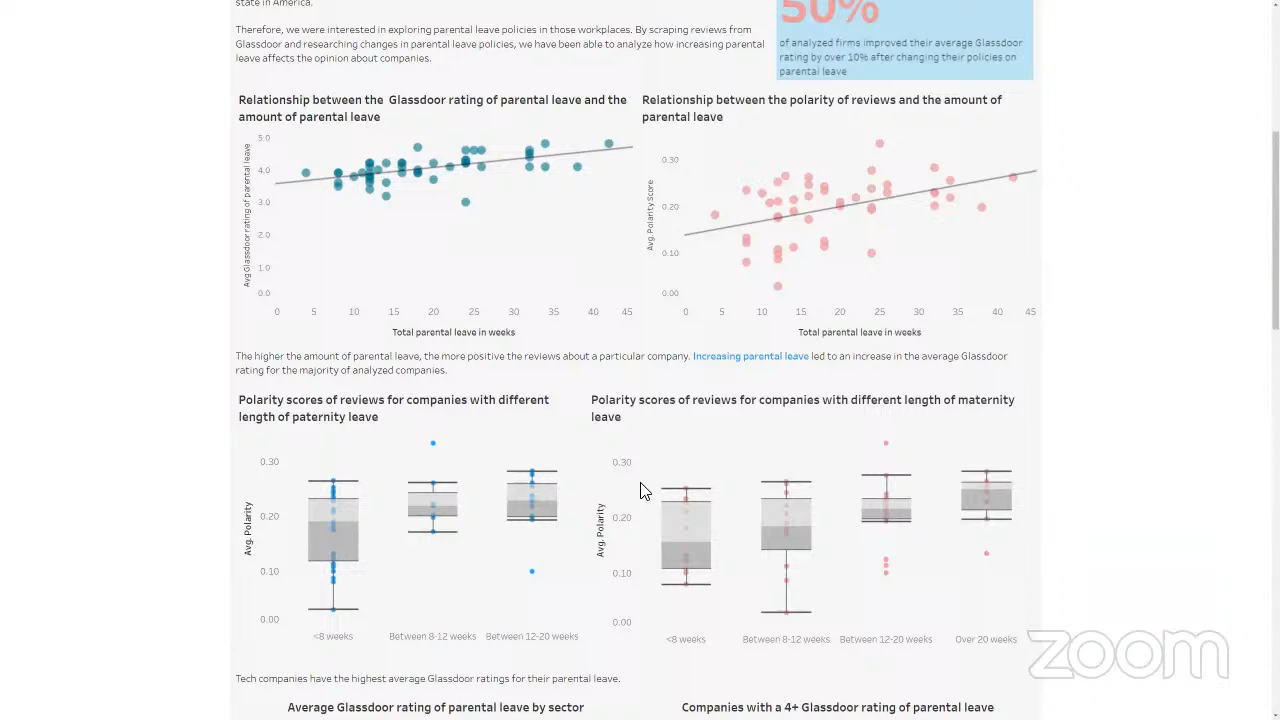 state in America.
Therefore, we were interested in exploring parental leave policies in those workplaces. By scraping reviews from
Glassdoor and researching changes in parental leave policies, we have been able to analyze how increasing parental
leave affects the opinion about companies.
50%
of analyzed firms improved their average Glassdoor
rating by over 10% after changing their policies on
parental leave
Relationship between the Glassdoor rating of parental leave and the
amount of parental leave
5.0
4.0
3.0
2.0
1.0
0.0
Avg Glassdoor rating of parental leave
0 5 10 15 20 25 30 35 40 45
Total parental leave in weeks
Relationship between the polarity of reviews and the amount of
parental leave
0.30
0.20
0.10
0.00
Avg. Polarity Score
0 5 10 15 20 25 30 35 40 45
Total parental leave in weeks
The higher the amount of parental leave, the more positive the reviews about a particular company. Increasing parental leave led to an increase in the average Glassdoor
rating for the majority of analyzed companies.
Polarity scores of reviews for companies with different
length of paternity leave
0.30
0.20
0.10
0.00
Avg. Polarity
<8 weeks Between 8-12 weeks Between 12-20 weeks
Polarity scores of reviews for companies with different length of maternity
leave
0.30
0.20
0.10
0.00
Avg. Polarity
<8 weeks Between 8-12 weeks Between 12-20 weeks Over 20 weeks
zoom
Tech companies have the highest average Glassdoor ratings for their parental leave.
Average Glassdoor rating of parental leave by sector
Companies with a 4+ Glassdoor rating of parental leave